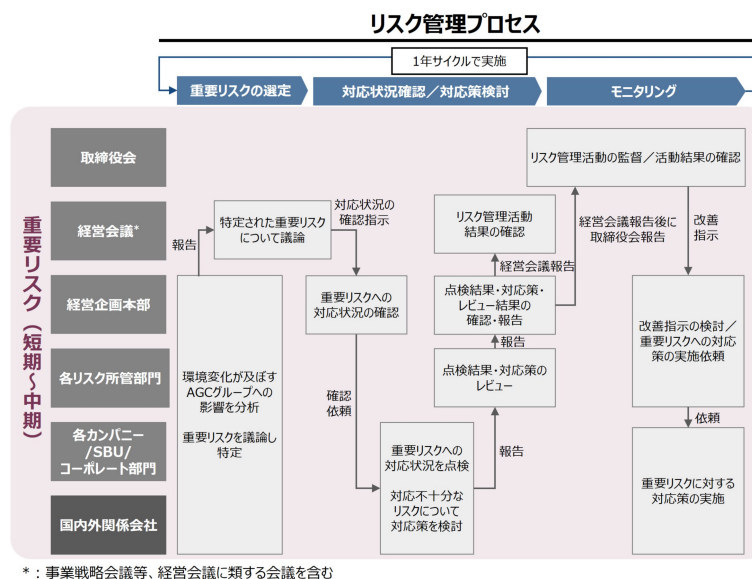 リスク管理プロセス
1年サイクルで実施
重要リスクの選定
対応状況確認／対応策検討
モニタリング
重要リスク（短期～中期）
取締役会
経営会議*
経営企画本部
各リスク所管部門
各カンパニー
/SBU/
コーポレート部門
国内外関係会社
環境変化が及ぼす
AGCグループへの
影響を分析
重要リスクを議論し
特定
報告
特定された重要リスク
について議論
対応状況の
確認指示
重要リスクへの
対応状況の確認
確認
依頼
重要リスクへの
対応状況を点検
対応不十分な
リスクについて
対応策を検討
報告
点検結果・対応策の
レビュー
報告
点検結果・対応策・
レビュー結果の
確認・報告
経営会議報告
リスク管理活動
結果の確認
経営会議報告後に
取締役会報告
リスク管理活動の監督／活動結果の確認
改善
指示
改善指示の検討／
重要リスクへの対応
策の実施依頼
依頼
重要リスクに対する
対応策の実施
*：事業戦略会議等、経営会議に類する会議を含む